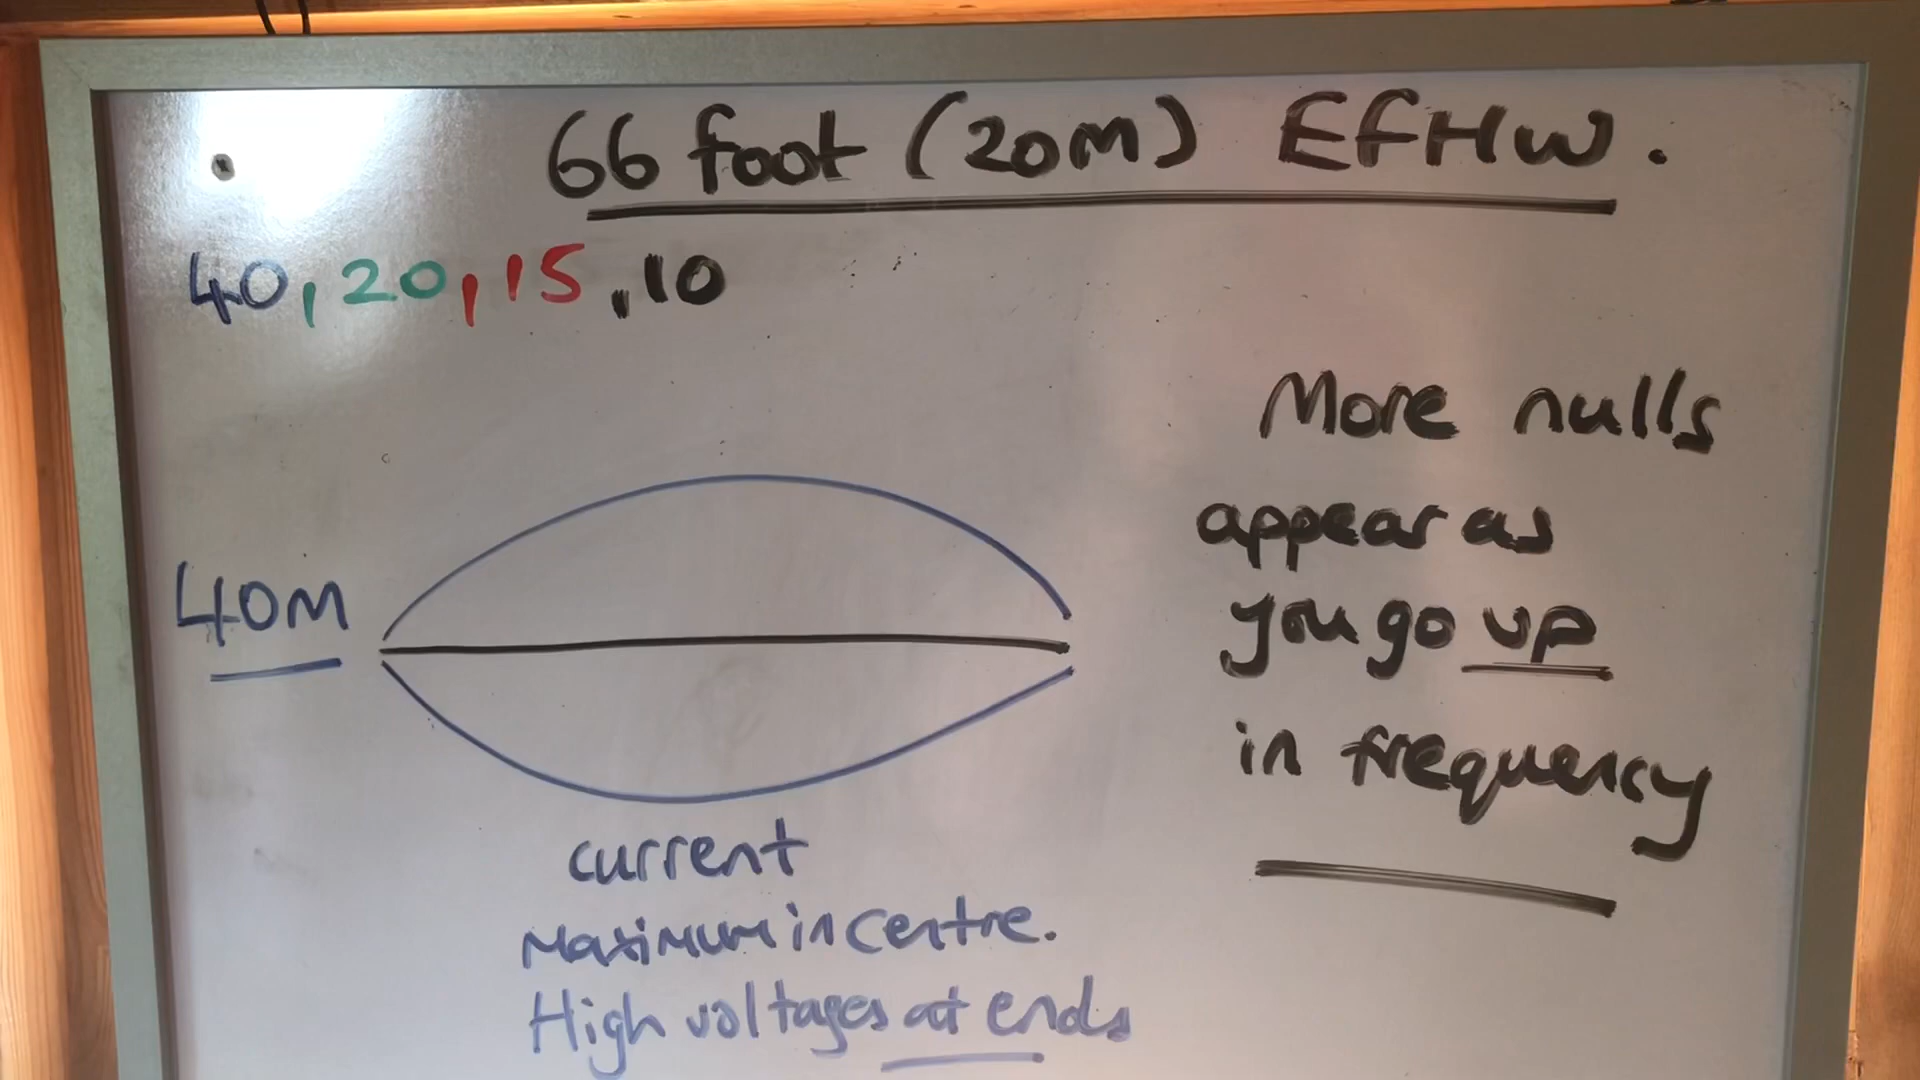 66 foot (20M) EFHW.
40, 20, 15, 10
More nulls
appear as
you go up
in frequency
40M
current
Maximum in centre.
High voltages at ends